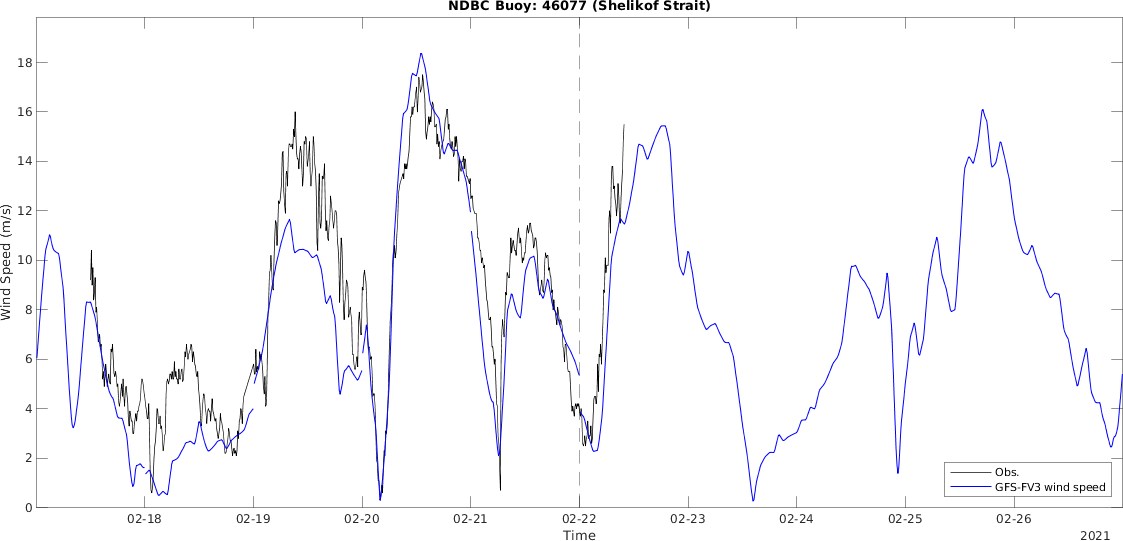 NDBC Buoy: 46077 (Shelikof Strait)
Wind Speed (m/s)
18
16
14
12
10
8
6
4
2
0
02-18 02-19 02-20 02-21 02-22 02-23 02-24 02-25 02-26
Time
2021
Obs.
GFS-FV3 wind speed